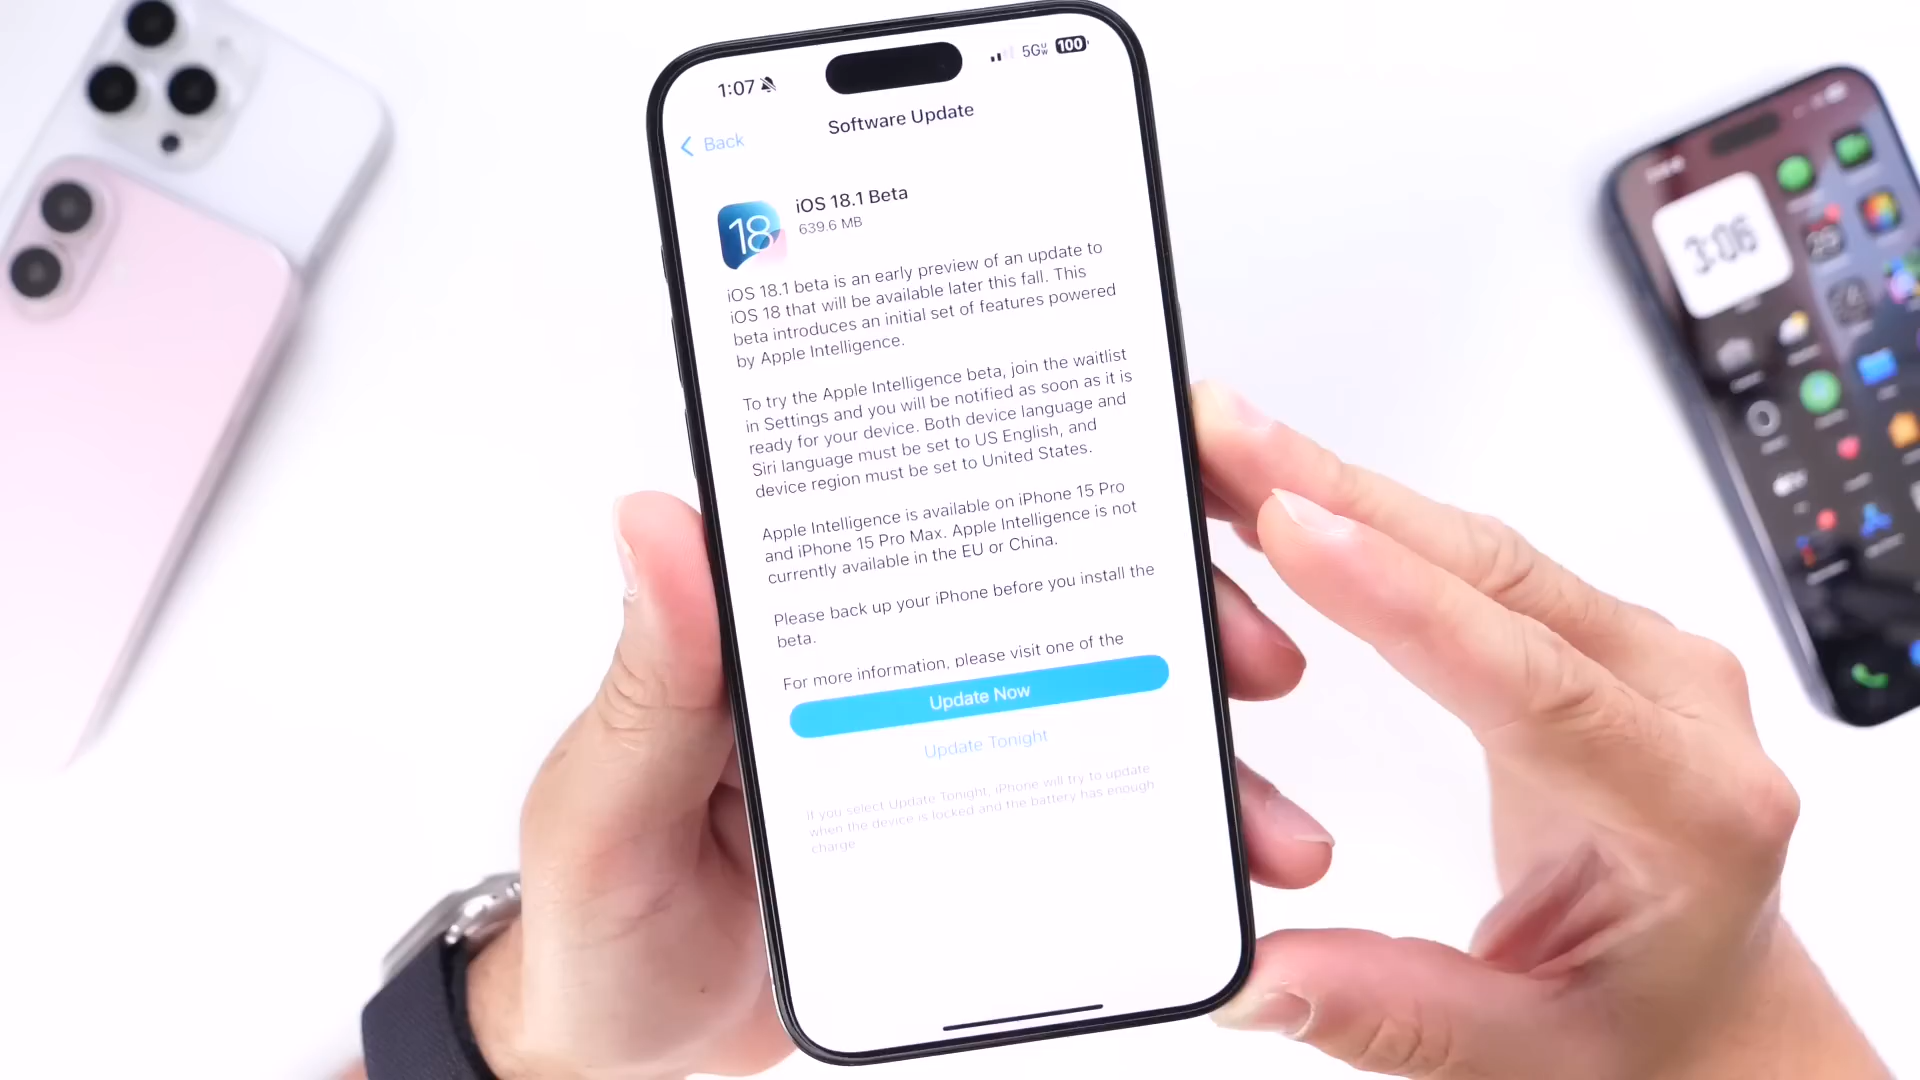 1:07
5G UW
100
Back
Software Update
18
iOS 18.1 Beta
639.6 MB
iOS 18.1 beta is an early preview of an update to
iOS 18 that will be available later this fall. This
beta introduces an initial set of features powered
by Apple Intelligence.
To try the Apple Intelligence beta, join the waitlist
in Settings and you will be notified as soon as it is
ready for your device. Both device language and
Siri language must be set to US English, and
device region must be set to United States.
Apple Intelligence is available on iPhone 15 Pro
and iPhone 15 Pro Max. Apple Intelligence is not
currently available in the EU or China.
Please back up your iPhone before you install the
beta.
For more information, please visit one of the
Update Now
Update Tonight
If you select Update Tonight, iPhone will try to update
when the device is locked and the battery has enough
charge.
3:06